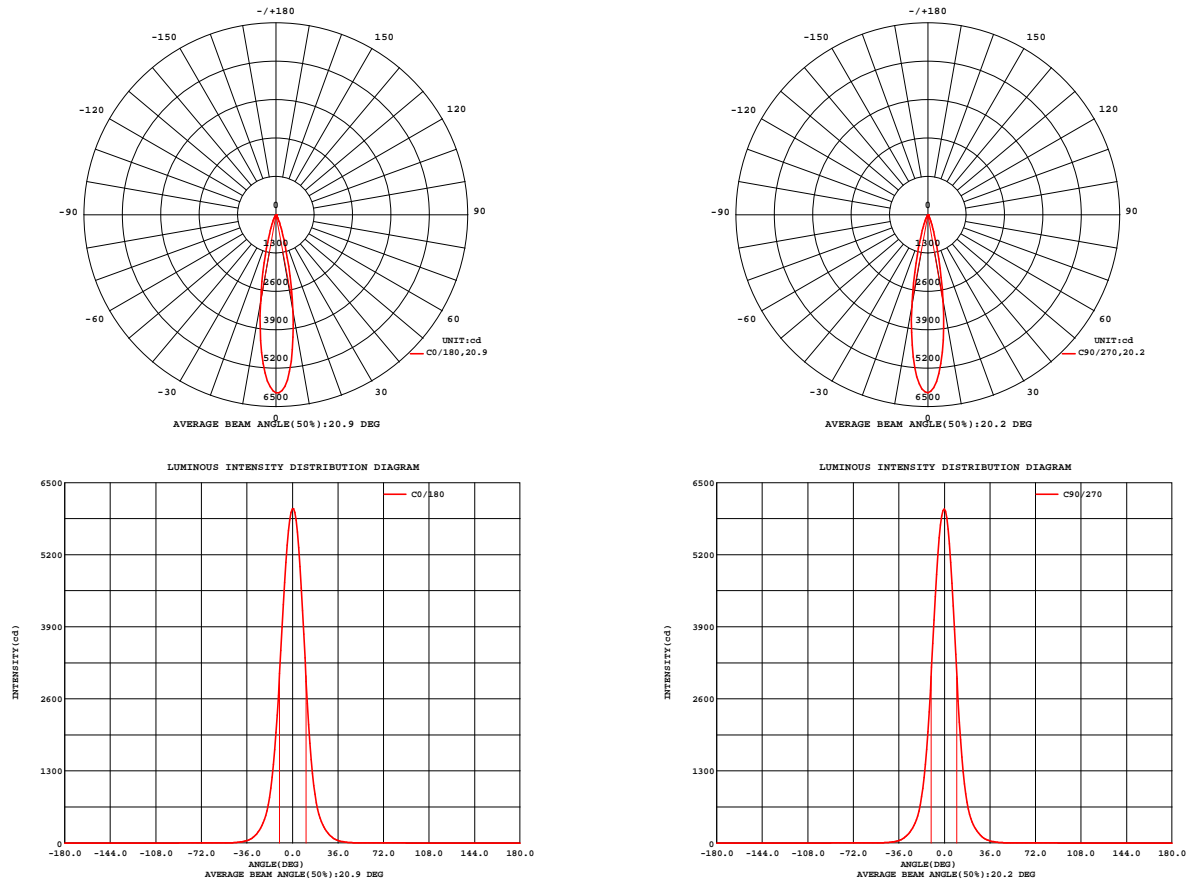 -/+180
-150 150
-120 120
-90 90
-60 60
-30 30
0
1300
2600
3900
5200
6500
0
UNIT:cd
C0/180,20.9
AVERAGE BEAM ANGLE(50%):20.9 DEG
-/+180
-150 150
-120 120
-90 90
-60 60
-30 30
0
1300
2600
3900
5200
6500
0
UNIT:cd
C90/270,20.2
AVERAGE BEAM ANGLE(50%):20.2 DEG
LUMINOUS INTENSITY DISTRIBUTION DIAGRAM
C0/180
INTENSITY(cd)
6500
5200
3900
2600
1300
0
-180.0 -144.0 -108.0 -72.0 -36.0 0.0 36.0 72.0 108.0 144.0 180.0
ANGLE(DEG)
AVERAGE BEAM ANGLE(50%):20.9 DEG
LUMINOUS INTENSITY DISTRIBUTION DIAGRAM
C90/270
INTENSITY(cd)
6500
5200
3900
2600
1300
0
-180.0 -144.0 -108.0 -72.0 -36.0 0.0 36.0 72.0 108.0 144.0 180.0
ANGLE(DEG)
AVERAGE BEAM ANGLE(50%):20.2 DEG